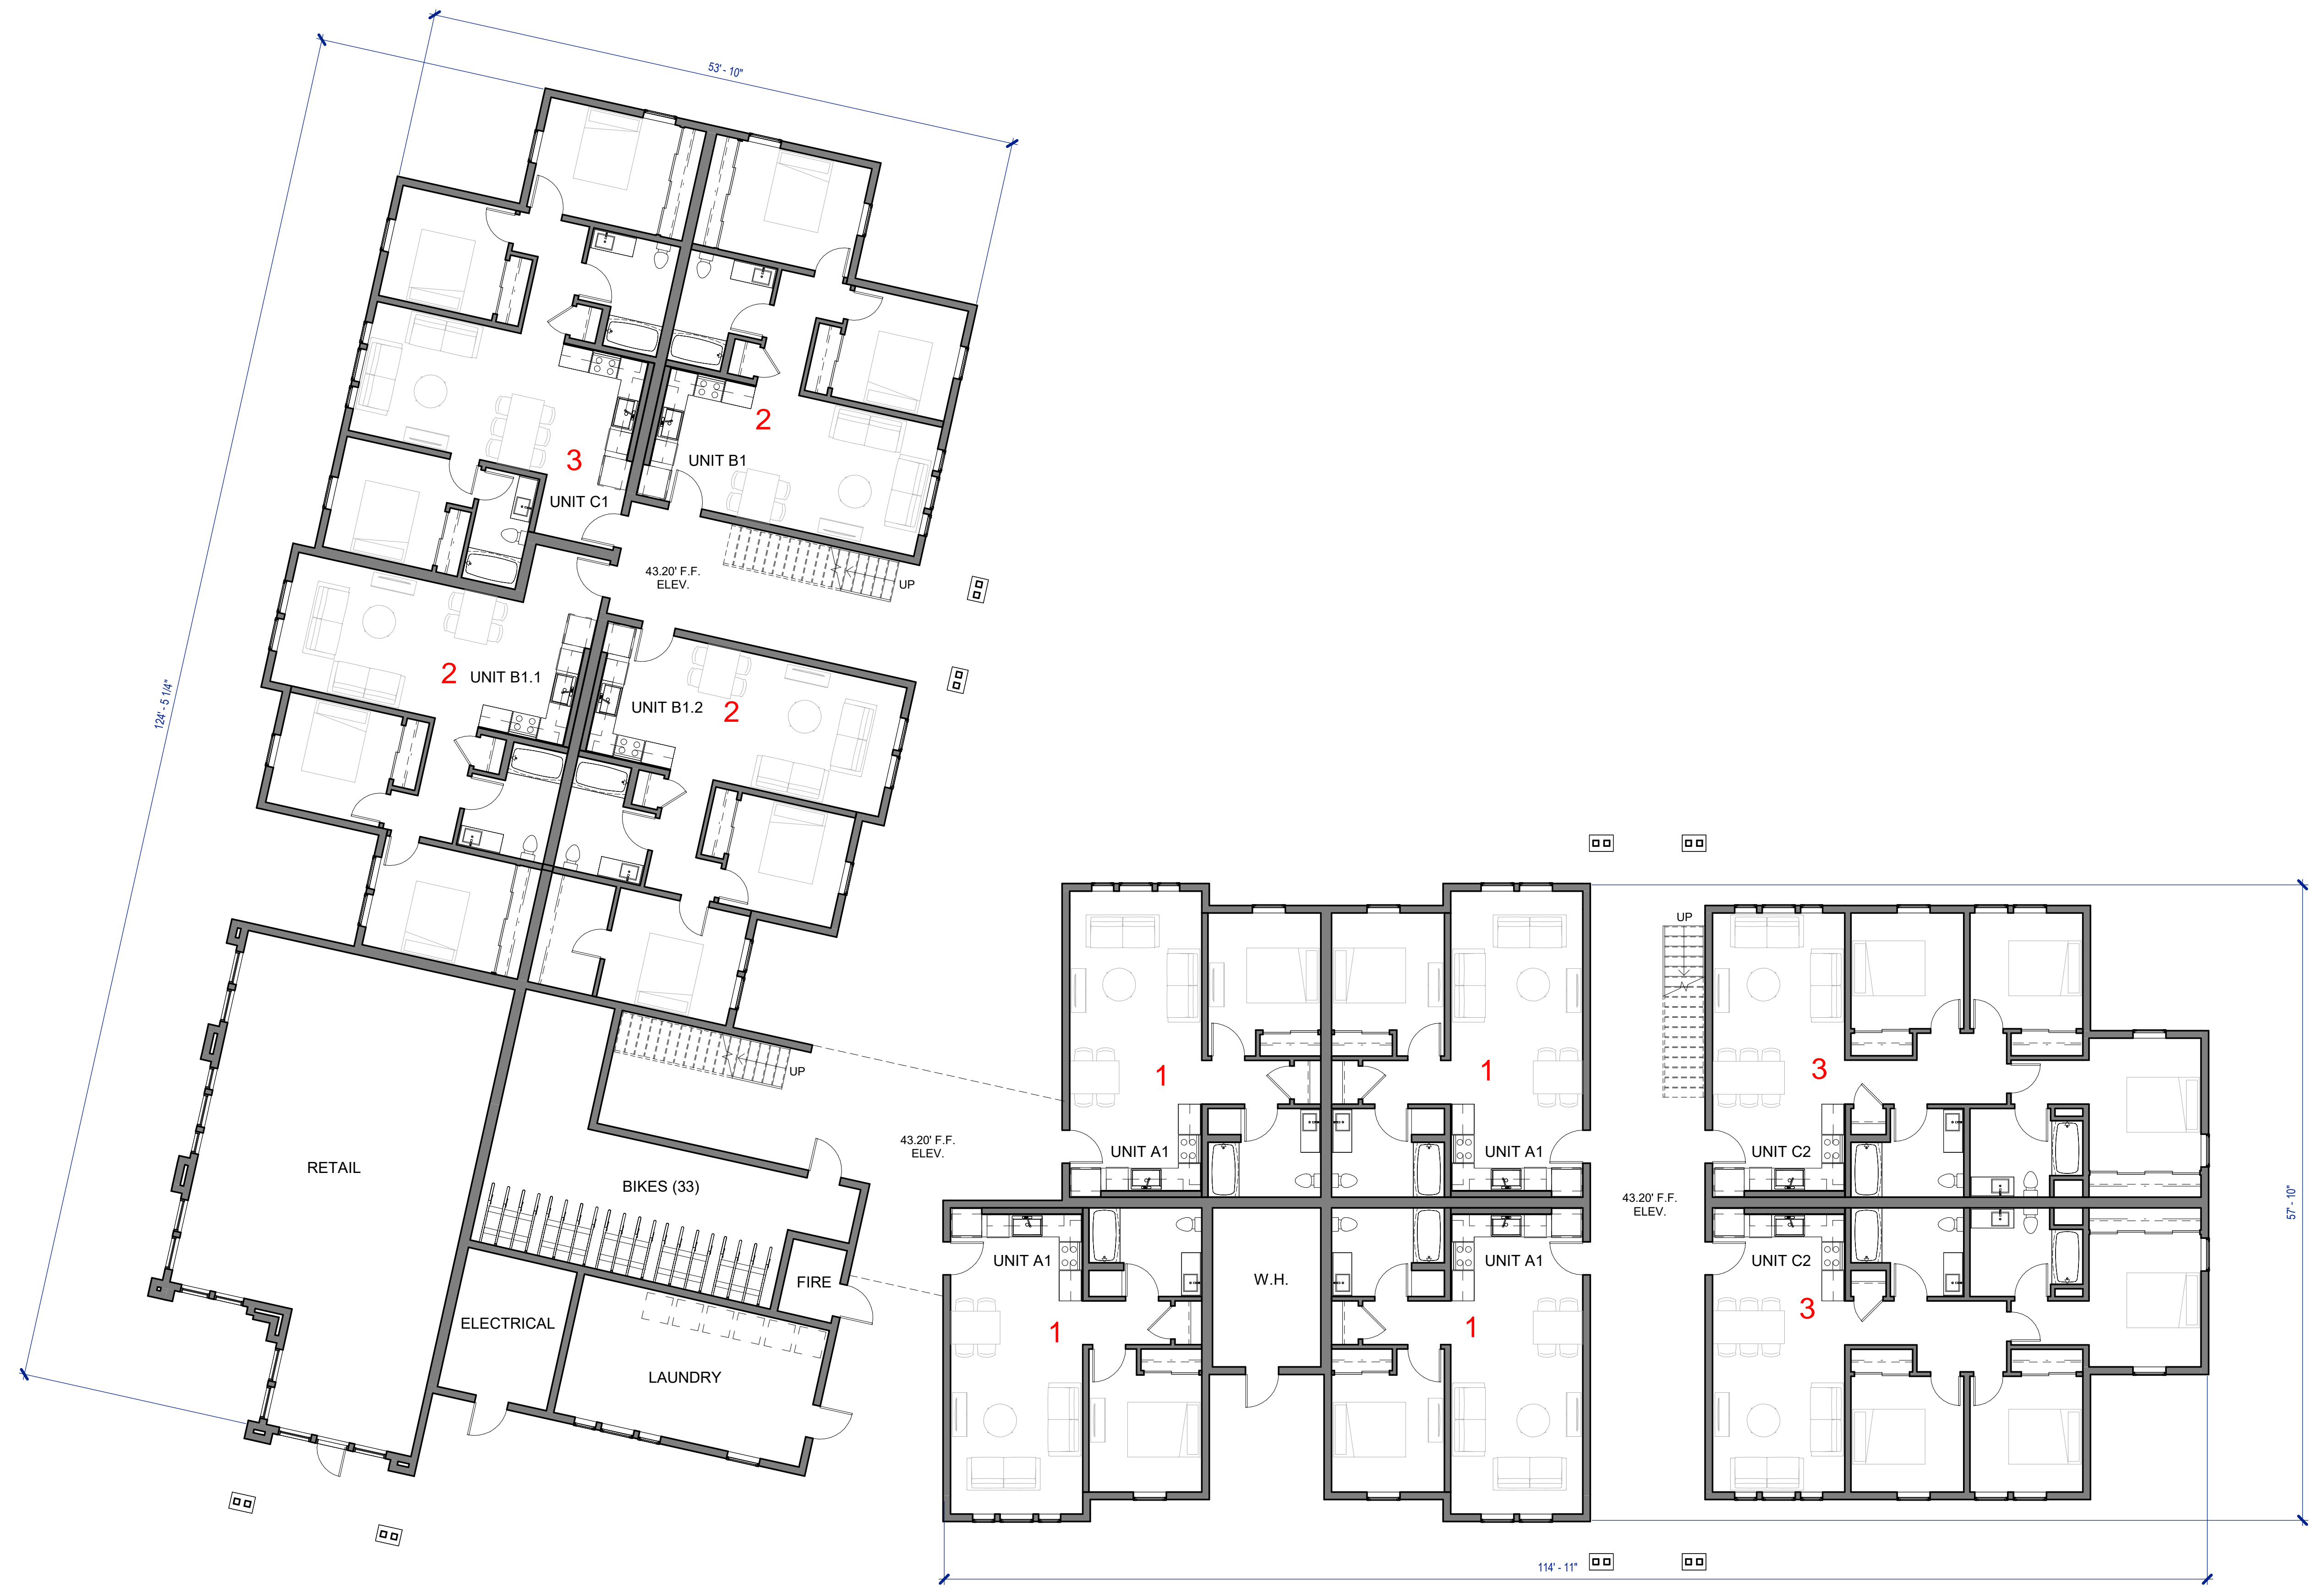 53' - 10"
124' - 5 1/4"
2
UNIT B1
3
UNIT C1
43.20' F.F.
ELEV.
UP
2
UNIT B1.1
UNIT B1.2
2
UP
RETAIL
BIKES (33)
FIRE
ELECTRICAL
LAUNDRY
43.20' F.F.
ELEV.
1
UNIT A1
1
UNIT A1
UNIT A1
1
W.H.
UNIT A1
1
UP
3
UNIT C2
43.20' F.F.
ELEV.
UNIT C2
3
57' - 10"
114' - 11"